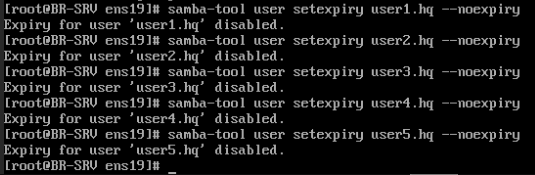 [root@BR-SRV ens19]# samba-tool user setexpiry user1.hq --noexpiry
Expiry for user 'user1.hq' disabled.
[root@BR-SRV ens19]# samba-tool user setexpiry user2.hq --noexpiry
Expiry for user 'user2.hq' disabled.
[root@BR-SRV ens19]# samba-tool user setexpiry user3.hq --noexpiry
Expiry for user 'user3.hq' disabled.
[root@BR-SRV ens19]# samba-tool user setexpiry user4.hq --noexpiry
Expiry for user 'user4.hq' disabled.
[root@BR-SRV ens19]# samba-tool user setexpiry user5.hq --noexpiry
Expiry for user 'user5.hq' disabled.
[root@BR-SRV ens19]# _